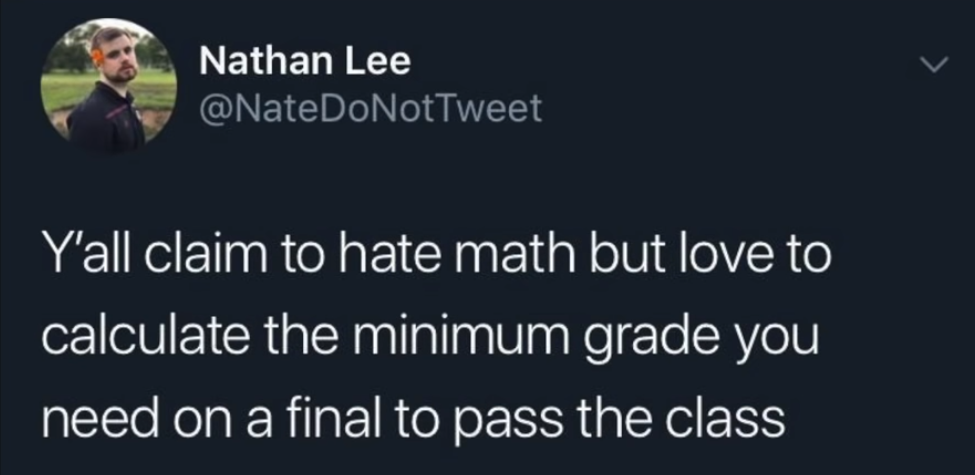 Nathan Lee
@NateDoNotTweet
Y'all claim to hate math but love to
calculate the minimum grade you
need on a final to pass the class